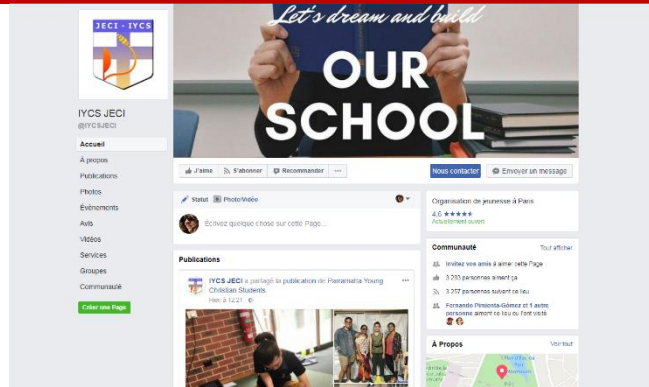 JECI - IYCS
Let's dream and build
OUR
SCHOOL
IYCS JECI
@IYCSJECI
Accueil
À propos
Publications
Photos
Évènements
Avis
Vidéos
Services
Groupes
Communauté
Créer une Page
J'aime
S'abonner
Recommander
Nous contacter
Envoyer un message
Statut
Photo/Vidéo
Écrivez quelque chose sur cette Page...
Publications
IYCS JECI a partagé la publication de Parramatta Young
Christian Students.
Hier, à 12:21
Organisation de jeunesse à Paris
4,6 ★★★★★
Actuellement ouvert
Communauté
Tout afficher
Invitez vos amis à aimer cette Page
3 283 personnes aiment ça
3 257 personnes suivent ce lieu
Fernando Pimienta-Gómez et 1 autre
personne aiment ce lieu ou l'ont visité
À Propos
Voir tout